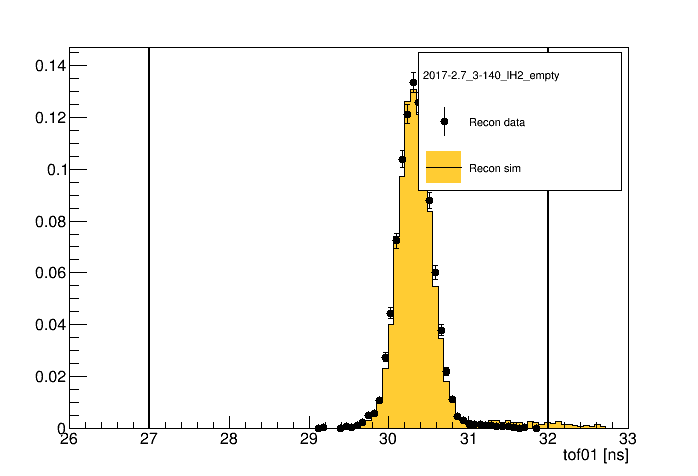 0.14
0.12
0.1
0.08
0.06
0.04
0.02
0
26 27 28 29 30 31 32 33
tof01 [ns]
2017-2.7_3-140_lH2_empty
Recon data
Recon sim